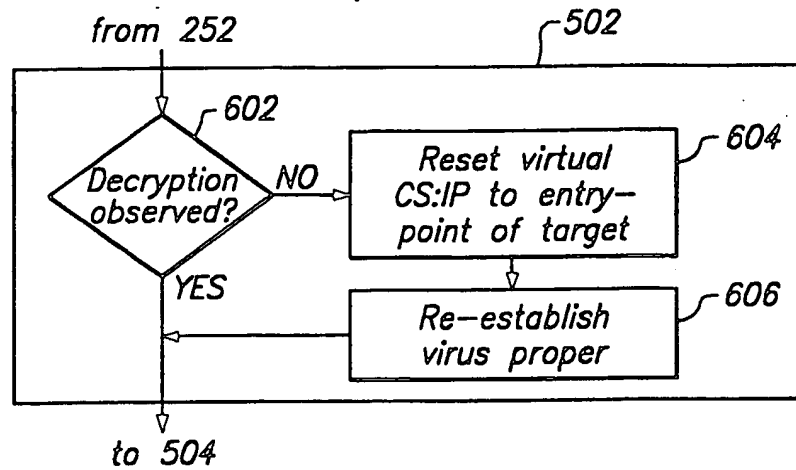 from 252
502
602
Decryption
observed?
NO
YES
604
Reset virtual
CS:IP to entry-
point of target
606
Re-establish
virus proper
to 504